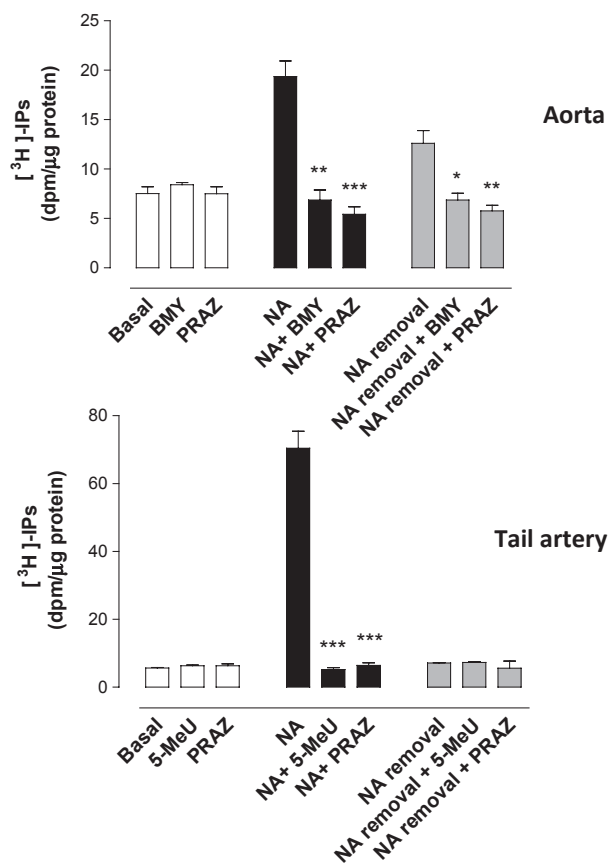 25
20
15
10
5
0
[ ³H ]-IPs
(dpm/µg protein)
Aorta
**
***
*
**
Basal
BMY
PRAZ
NA
NA+ BMY
NA+ PRAZ
NA removal
NA removal + BMY
NA removal + PRAZ
80
60
40
20
0
[ ³H ]-IPs
(dpm/µg protein)
Tail artery
***
***
Basal
5-MeU
PRAZ
NA
NA+ 5-MeU
NA+ PRAZ
NA removal
NA removal + 5-MeU
NA removal + PRAZ